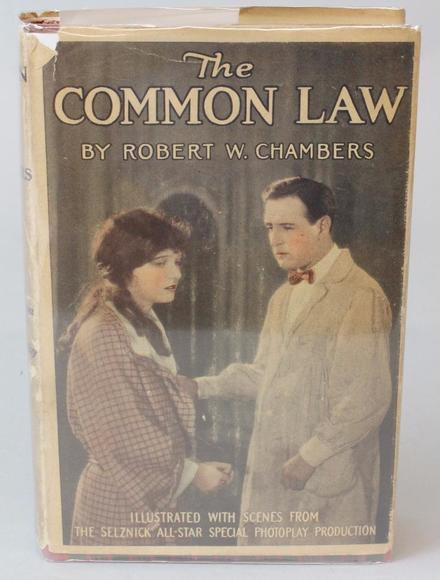 The
COMMON LAW
BY ROBERT W. CHAMBERS
ILLUSTRATED WITH SCENES FROM
THE SELZNICK ALL-STAR SPECIAL PHOTOPLAY PRODUCTION